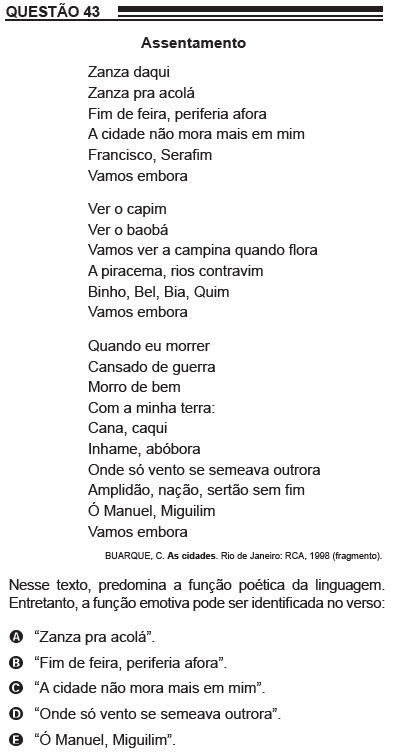 QUESTÃO 43
Assentamento
Zanza daqui
Zanza pra acolá
Fim de feira, periferia afora
A cidade não mora mais em mim
Francisco, Serafim
Vamos embora
Ver o capim
Ver o baobá
Vamos ver a campina quando flora
A piracema, rios contravim
Binho, Bel, Bia, Quim
Vamos embora
Quando eu morrer
Cansado de guerra
Morro de bem
Com a minha terra:
Cana, caqui
Inhame, abóbora
Onde só vento se semeava outrora
Amplidão, nação, sertão sem fim
Ó Manuel, Miguilim
Vamos embora
BUARQUE, C. As cidades. Rio de Janeiro: RCA, 1998 (fragmento).
Nesse texto, predomina a função poética da linguagem.
Entretanto, a função emotiva pode ser identificada no verso:
A “Zanza pra acolá”.
B “Fim de feira, periferia afora”.
C “A cidade não mora mais em mim”.
D “Onde só vento se semeava outrora”.
E “Ó Manuel, Miguilim”.